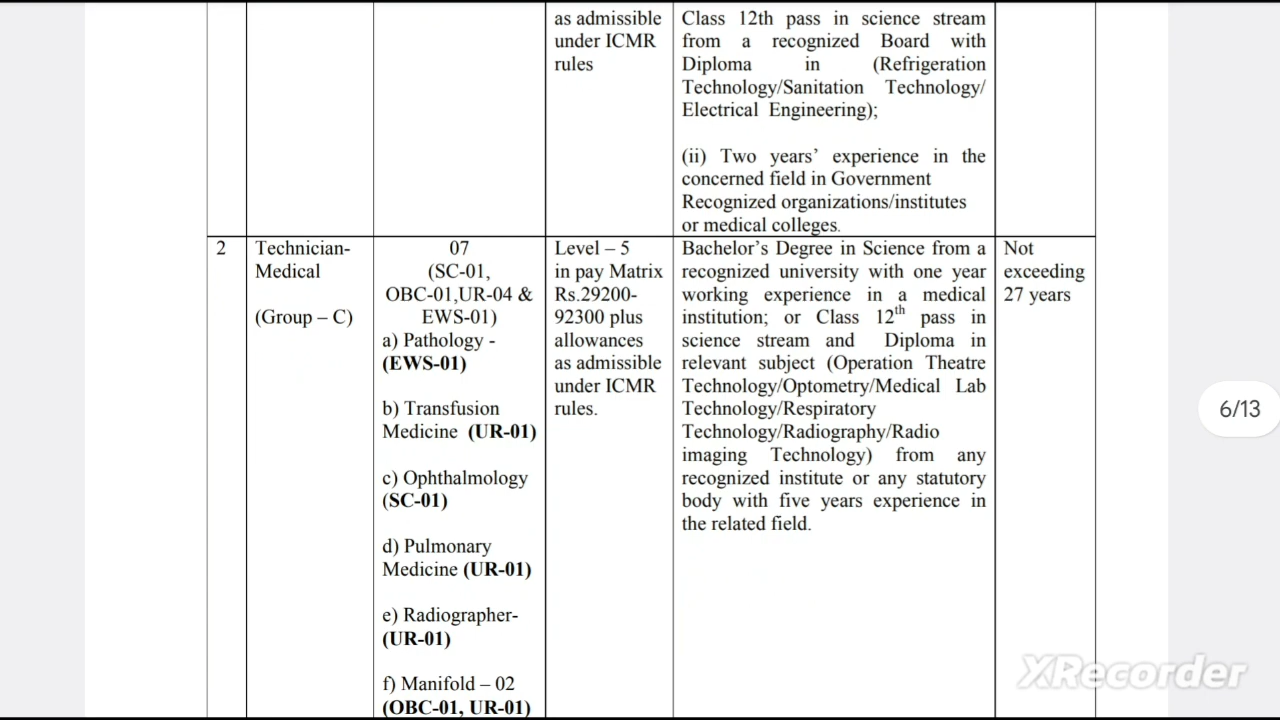 as admissible
under ICMR
rules
Class 12th pass in science stream
from a recognized Board with
Diploma in (Refrigeration
Technology/Sanitation Technology/
Electrical Engineering);
(ii) Two years’ experience in the
concerned field in Government
Recognized organizations/institutes
or medical colleges.
2
Technician-
Medical
(Group – C)
07
(SC-01,
OBC-01,UR-04 &
EWS-01)
a) Pathology -
(EWS-01)
b) Transfusion
Medicine (UR-01)
c) Ophthalmology
(SC-01)
d) Pulmonary
Medicine (UR-01)
e) Radiographer-
(UR-01)
f) Manifold – 02
(OBC-01, UR-01)
Level – 5
in pay Matrix
Rs.29200-
92300 plus
allowances
as admissible
under ICMR
rules.
Bachelor’s Degree in Science from a
recognized university with one year
working experience in a medical
institution; or Class 12th pass in
science stream and Diploma in
relevant subject (Operation Theatre
Technology/Optometry/Medical Lab
Technology/Respiratory
Technology/Radiography/Radio
imaging Technology) from any
recognized institute or any statutory
body with five years experience in
the related field.
Not
exceeding
27 years
6/13
XRecorder